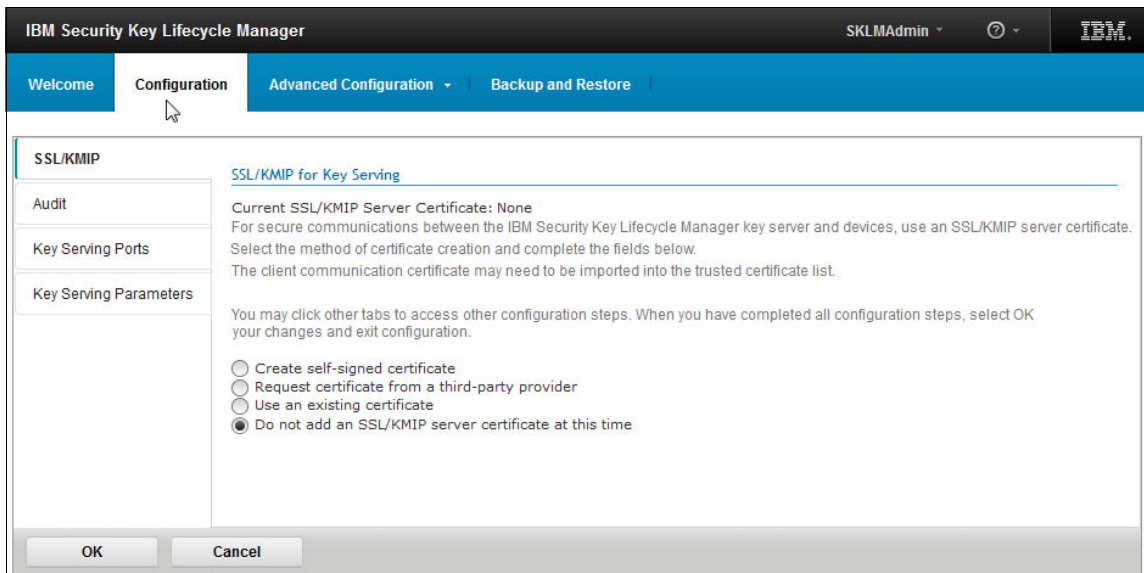 IBM Security Key Lifecycle Manager
SKLMAdmin
?
IBM.
Welcome
Configuration
Advanced Configuration
Backup and Restore
SSL/KMIP
Audit
Key Serving Ports
Key Serving Parameters
SSL/KMIP for Key Serving
Current SSL/KMIP Server Certificate: None
For secure communications between the IBM Security Key Lifecycle Manager key server and devices, use an SSL/KMIP server certificate.
Select the method of certificate creation and complete the fields below.
The client communication certificate may need to be imported into the trusted certificate list.
You may click other tabs to access other configuration steps. When you have completed all configuration steps, select OK
your changes and exit configuration.
Create self-signed certificate
Request certificate from a third-party provider
Use an existing certificate
Do not add an SSL/KMIP server certificate at this time
OK
Cancel